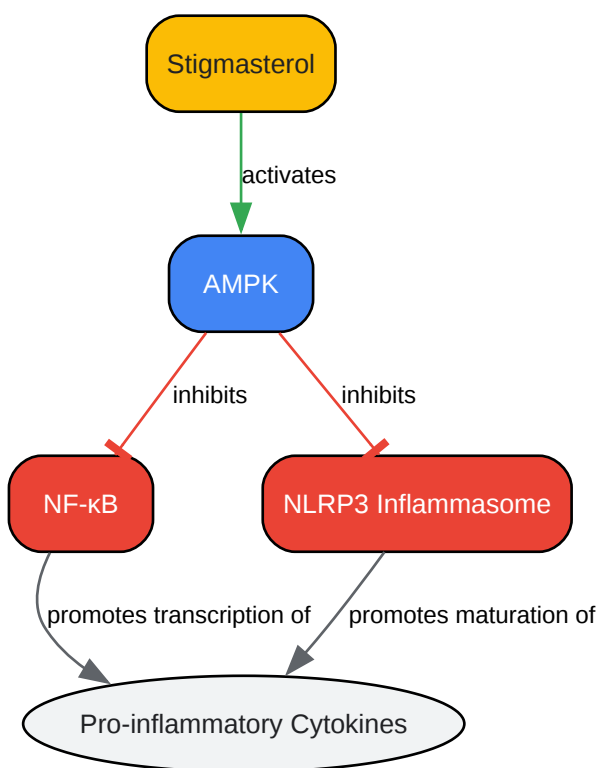 Stigmasterol
activates
AMPK
inhibits
inhibits
NF-κB
NLRP3 Inflammasome
promotes transcription of
promotes maturation of
Pro-inflammatory Cytokines